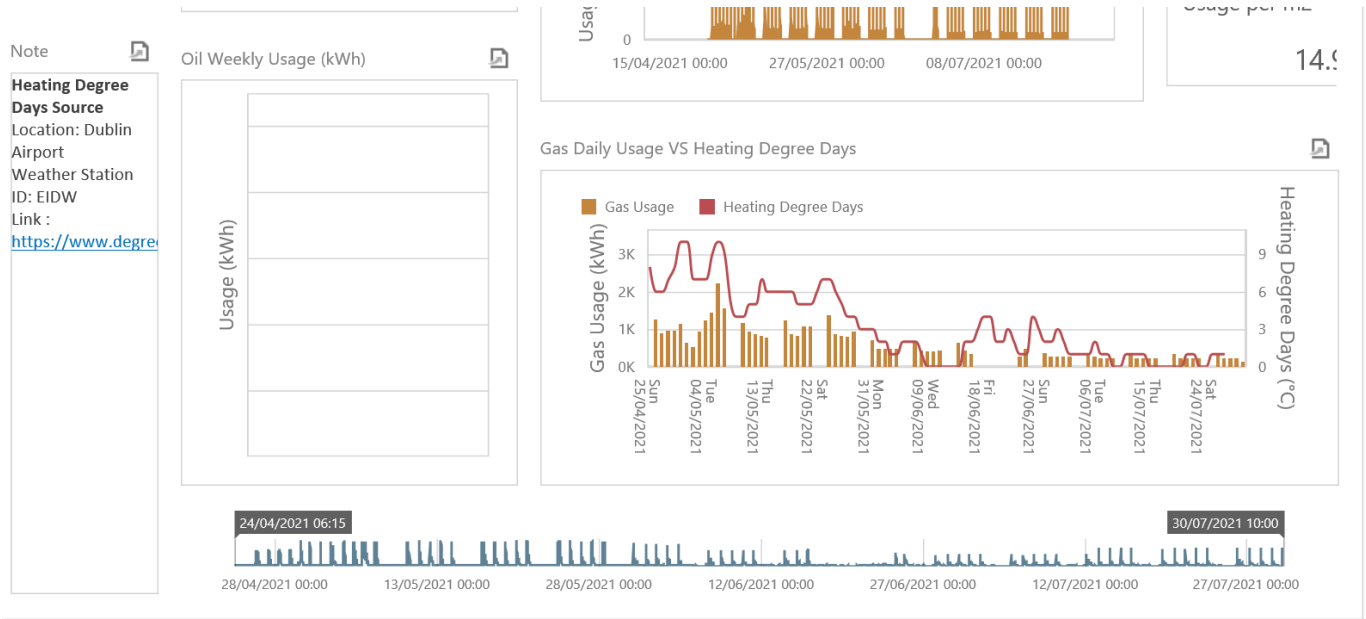 Note
Heating Degree
Days Source
Location: Dublin
Airport
Weather Station
ID: EIDW
Link :
https://www.degre
Oil Weekly Usage (kWh)
Usage (kWh)
0
15/04/2021 00:00 27/05/2021 00:00 08/07/2021 00:00
Usage per m2
Gas Daily Usage VS Heating Degree Days
Gas Usage Heating Degree Days
Gas Usage (kWh)
3K
2K
1K
0K
9
6
3
0
Heating Degree Days (°C)
Sun 25/04/2021
Tue 04/05/2021
Thu 13/05/2021
Sat 22/05/2021
Mon 31/05/2021
Wed 09/06/2021
Fri 18/06/2021
Sun 27/06/2021
Tue 06/07/2021
Thu 15/07/2021
Sat 24/07/2021
24/04/2021 06:15
30/07/2021 10:00
28/04/2021 00:00 13/05/2021 00:00 28/05/2021 00:00 12/06/2021 00:00 27/06/2021 00:00 12/07/2021 00:00 27/07/2021 00:00